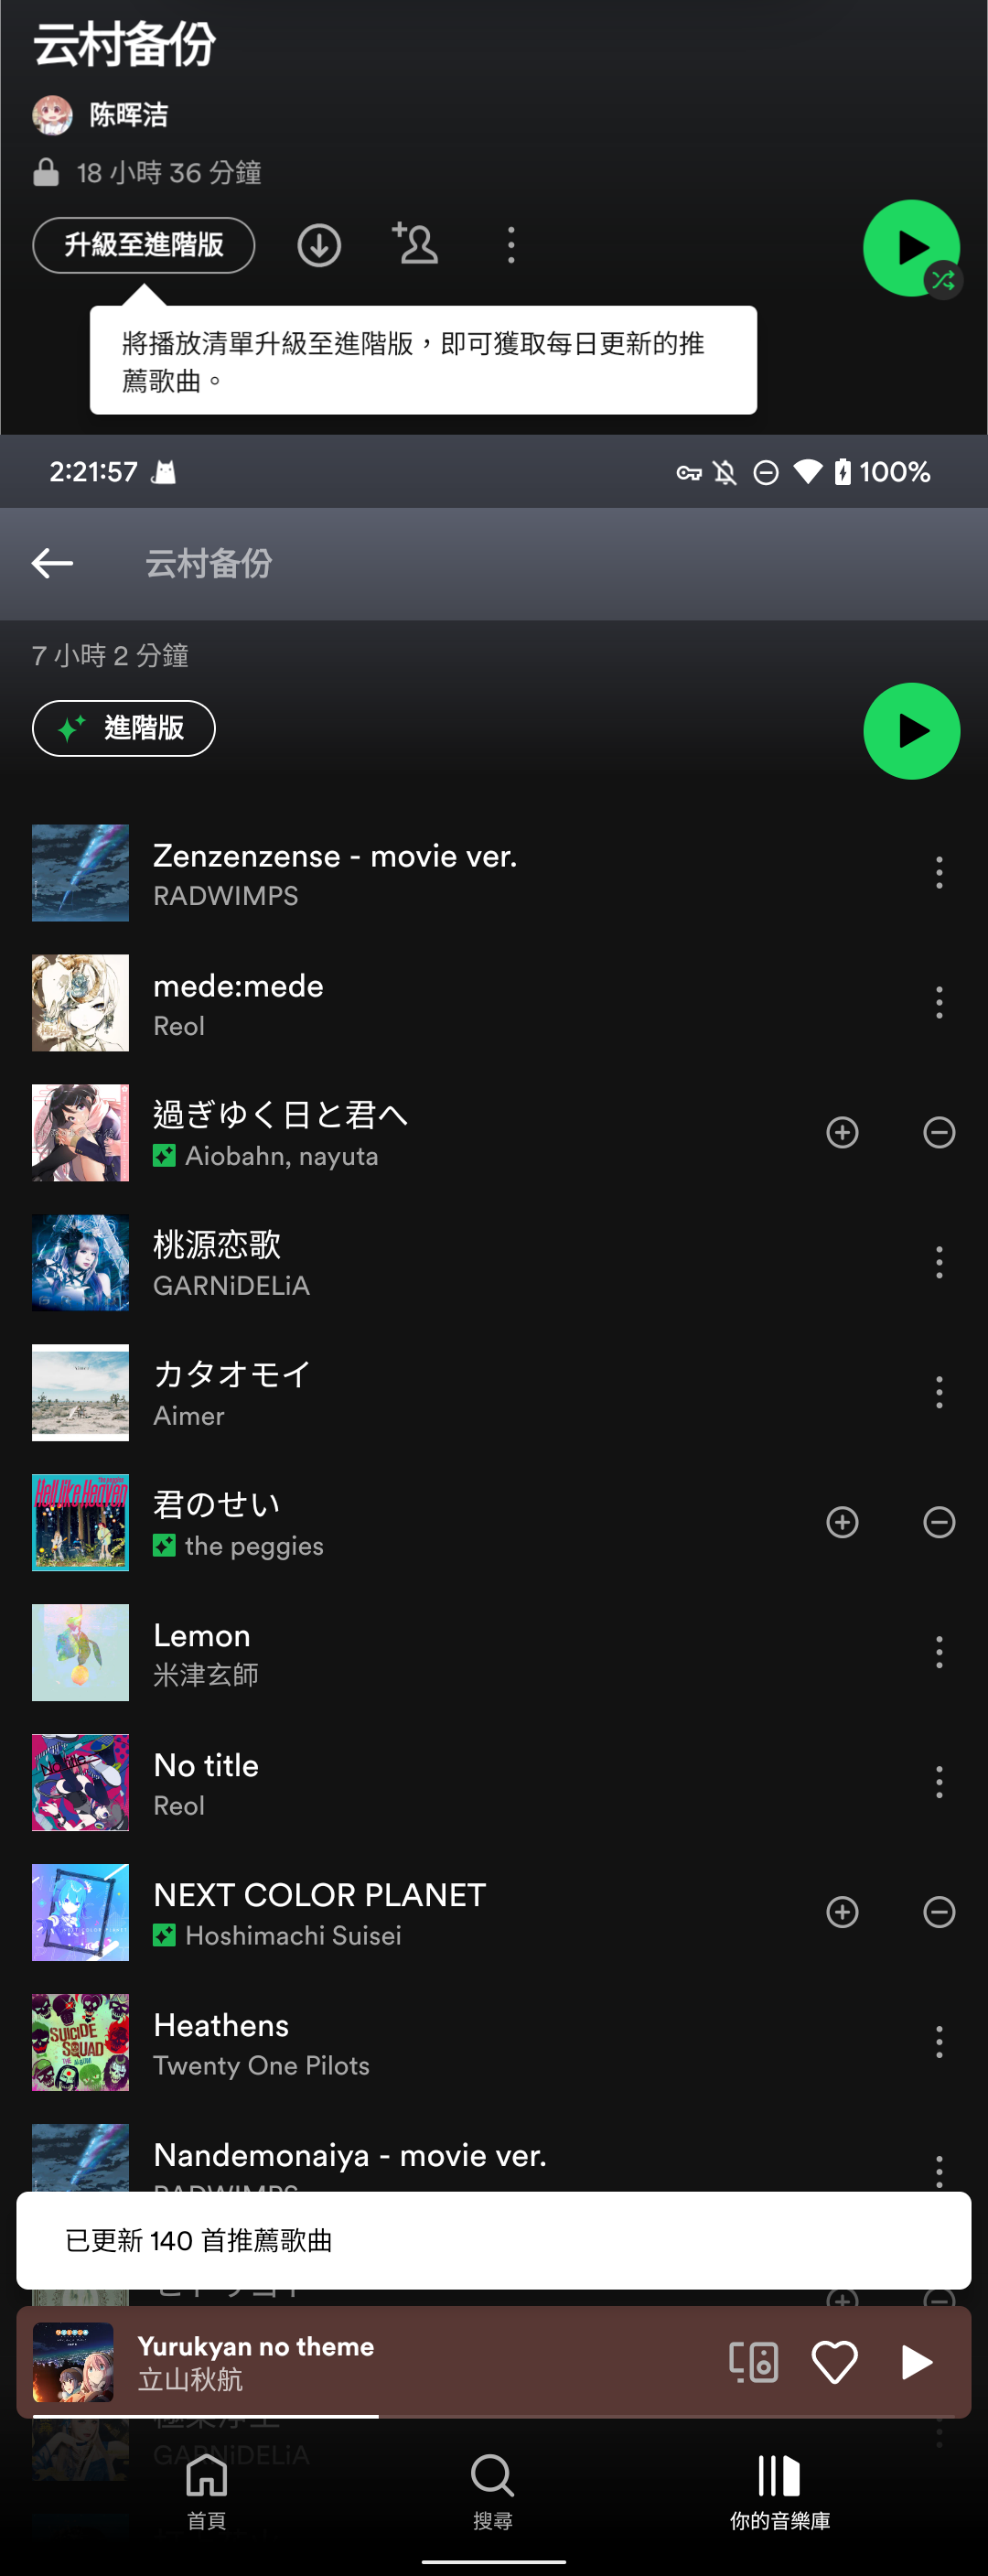 云村备份
陈晖洁
18 小時 36 分鐘
升級至進階版
將播放清單升級至進階版，即可獲取每日更新的推
薦歌曲。
2:21:57
100%
云村备份
7 小時 2 分鐘
進階版
Zenzenzense - movie ver.
RADWIMPS
mede:mede
Reol
過ぎゆく日と君へ
Aiobahn, nayuta
桃源恋歌
GARNiDELiA
カタオモイ
Aimer
君のせい
the peggies
Lemon
米津玄師
No title
Reol
NEXT COLOR PLANET
Hoshimachi Suisei
Heathens
Twenty One Pilots
Nandemonaiya - movie ver.
RADWIMPS
已更新 140 首推薦歌曲
Yurukyan no theme
立山秋航
GARNiDELiA
首頁
搜尋
你的音樂庫